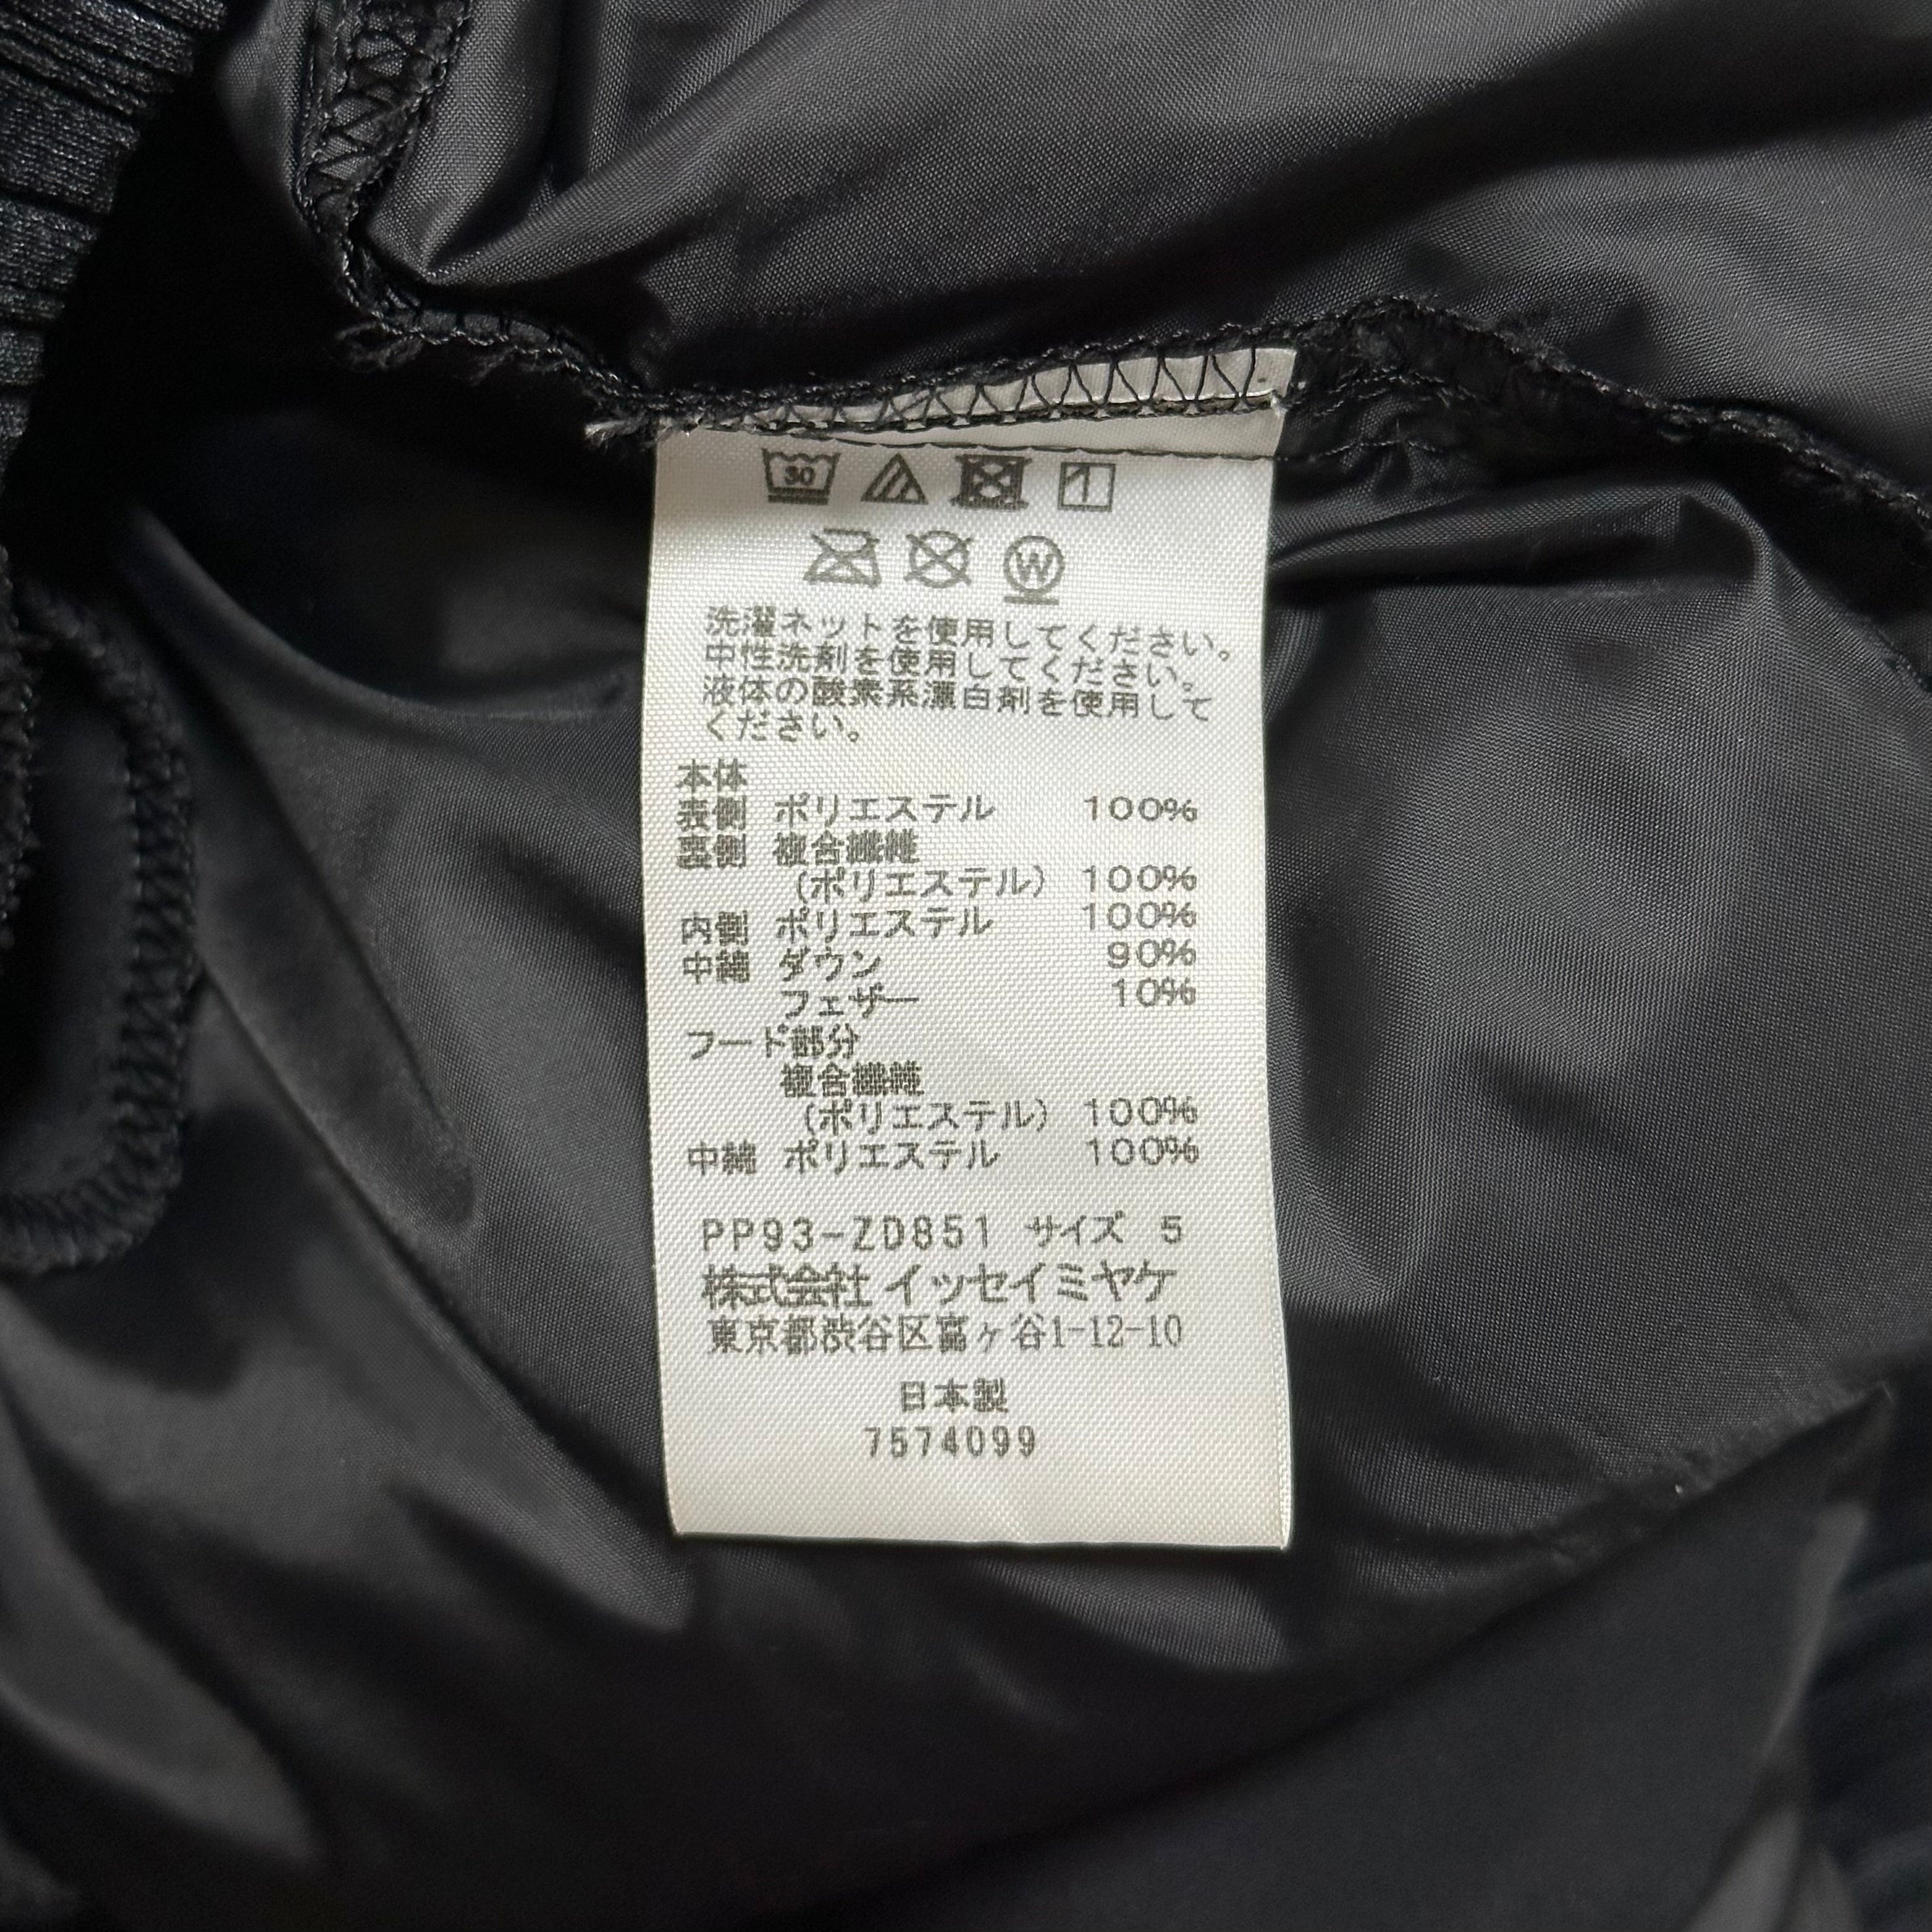 30
W
洗濯ネットを使用してください。
中性洗剤を使用してください。
液体の酸素系漂白剤を使用して
ください。
本体
表側 ポリエステル 100%
裏側 複合繊維
(ポリエステル) 100%
内側 ポリエステル 100%
中綿 ダウン 90%
フェザー 10%
フード部分
複合繊維
(ポリエステル) 100%
中綿 ポリエステル 100%
PP93-ZD851 サイズ 5
株式会社 イッセイミヤケ
東京都渋谷区富ヶ谷1-12-10
日本製
7574099